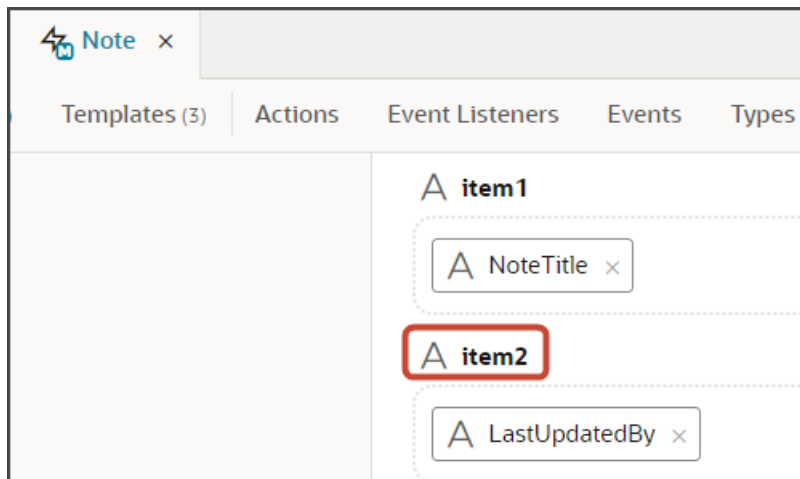 Note ×
Templates (3) Actions Event Listeners Events Types
A item1
A NoteTitle ×
A item2
A LastUpdatedBy ×